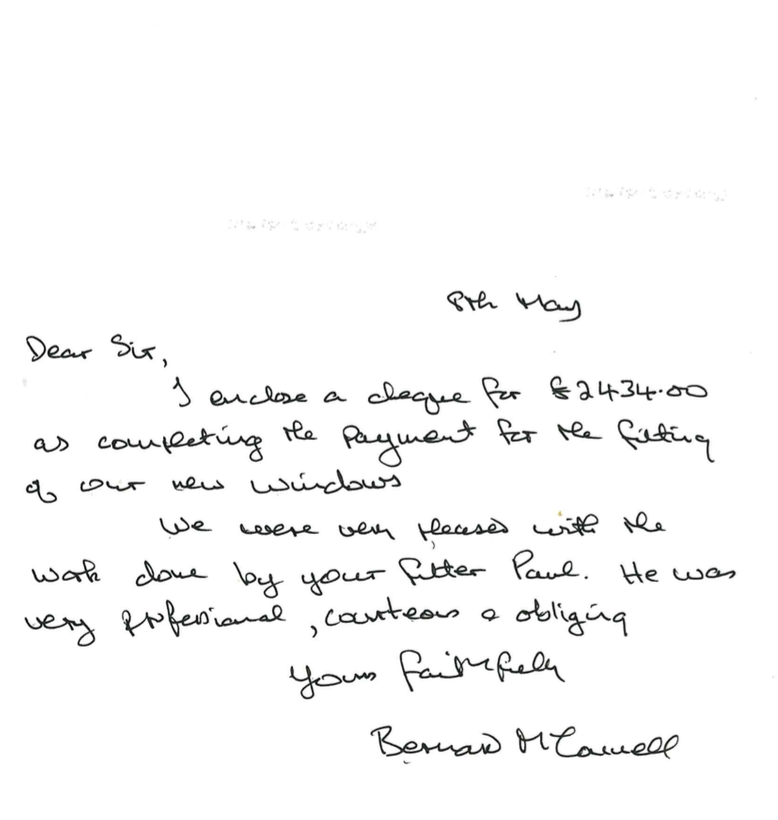 8th May
Dear Sir,
I enclose a cheque for £2434.00
as completing the payment for the fitting
of our new windows
We were very pleased with the
work done by your fitter Paul. He was
very professional, courteous & obliging
Yours faithfully
Bernard